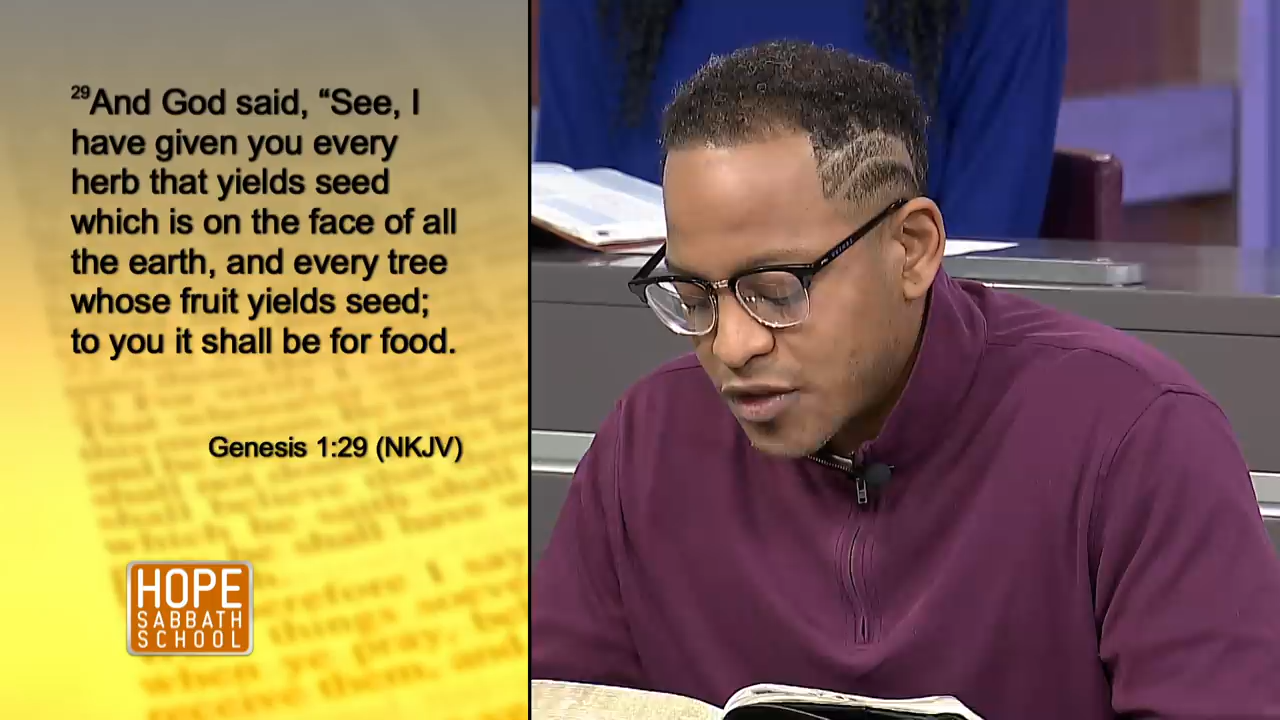 ²⁹And God said, “See, I
have given you every
herb that yields seed
which is on the face of all
the earth, and every tree
whose fruit yields seed;
to you it shall be for food.
Genesis 1:29 (NKJV)
HOPE
SABBATH
SCHOOL